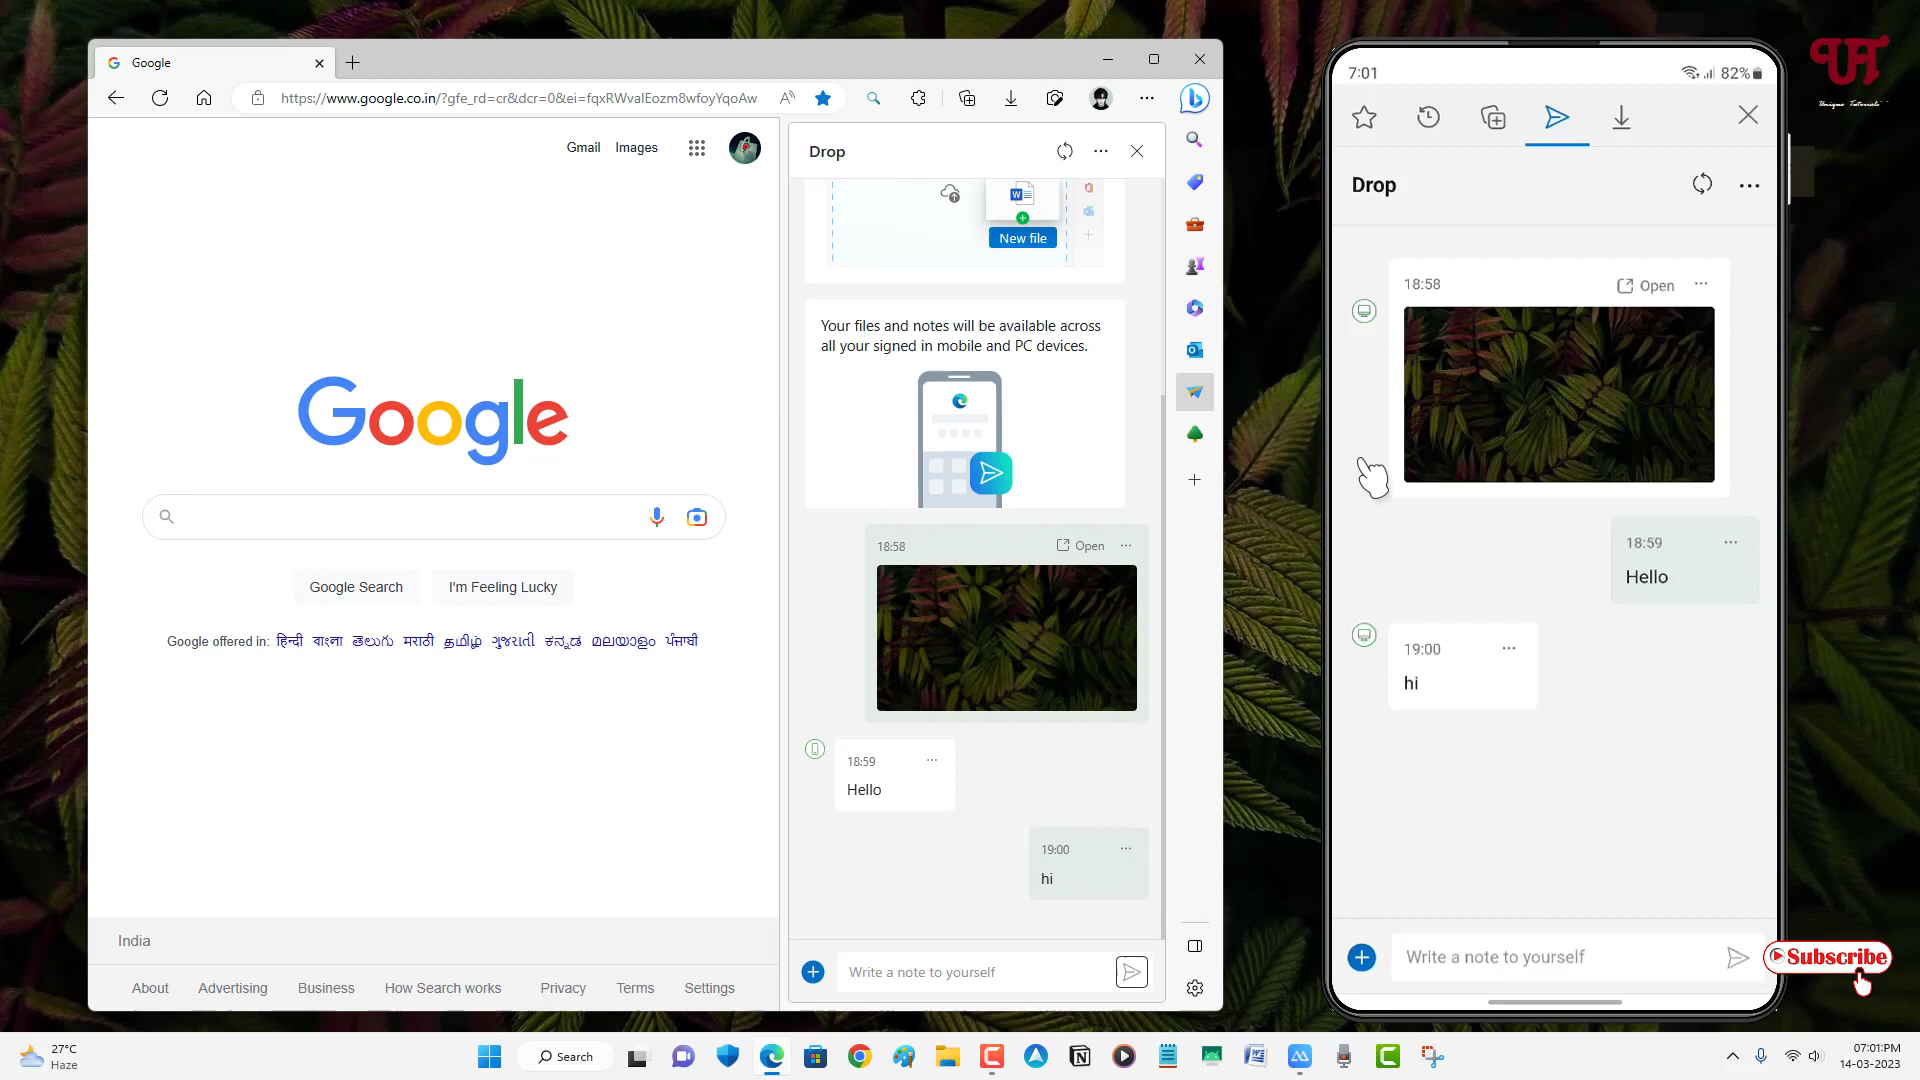 Google
https://www.google.co.in/?gfe_rd=cr&dcr=0&ei=fqxRWvalEozm8wfoyYqoAw
Gmail Images
Google
Google Search I'm Feeling Lucky
Google offered in: हिन्दी বাংলা తెలుగు मराठी தமிழ் ગુજરાતી ಕನ್ನಡ മലയാളം ਪੰਜਾਬੀ
India
About Advertising Business How Search works Privacy Terms Settings
Drop
New file
Your files and notes will be available across
all your signed in mobile and PC devices.
18:58 Open
18:59
Hello
19:00
hi
Write a note to yourself
7:01 82%
Drop
18:58 Open
18:59
Hello
19:00
hi
Write a note to yourself
UT
Unique Tutorials
Subscribe
27°C
Haze
Search
07:01:PM
14-03-2023